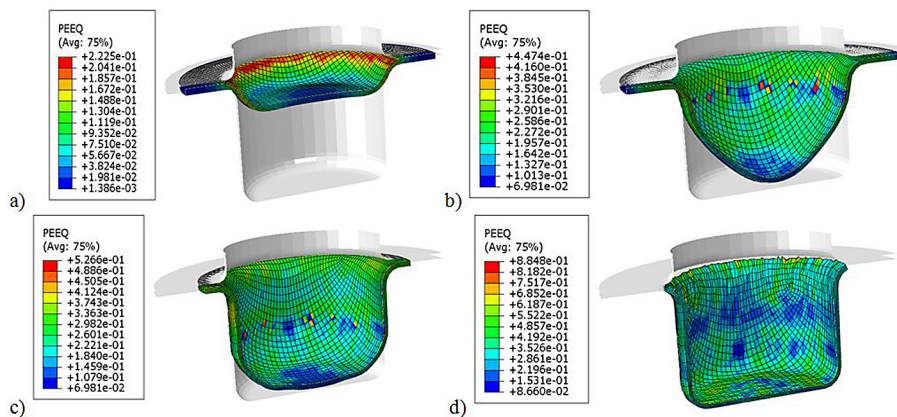 PEEQ
(Avg: 75%)
+2.225e-01
+2.041e-01
+1.857e-01
+1.672e-01
+1.488e-01
+1.304e-01
+1.119e-01
+9.352e-02
+7.510e-02
+5.667e-02
+3.824e-02
+1.981e-02
+1.386e-03
a)
PEEQ
(Avg: 75%)
+4.474e-01
+4.160e-01
+3.845e-01
+3.530e-01
+3.216e-01
+2.901e-01
+2.586e-01
+2.272e-01
+1.957e-01
+1.642e-01
+1.327e-01
+1.013e-01
+6.981e-02
b)
PEEQ
(Avg: 75%)
+5.266e-01
+4.886e-01
+4.505e-01
+4.124e-01
+3.743e-01
+3.363e-01
+2.982e-01
+2.601e-01
+2.221e-01
+1.840e-01
+1.459e-01
+1.079e-01
+6.981e-02
c)
PEEQ
(Avg: 75%)
+8.848e-01
+8.182e-01
+7.517e-01
+6.852e-01
+6.187e-01
+5.522e-01
+4.857e-01
+4.192e-01
+3.526e-01
+2.861e-01
+2.196e-01
+1.531e-01
+8.660e-02
d)